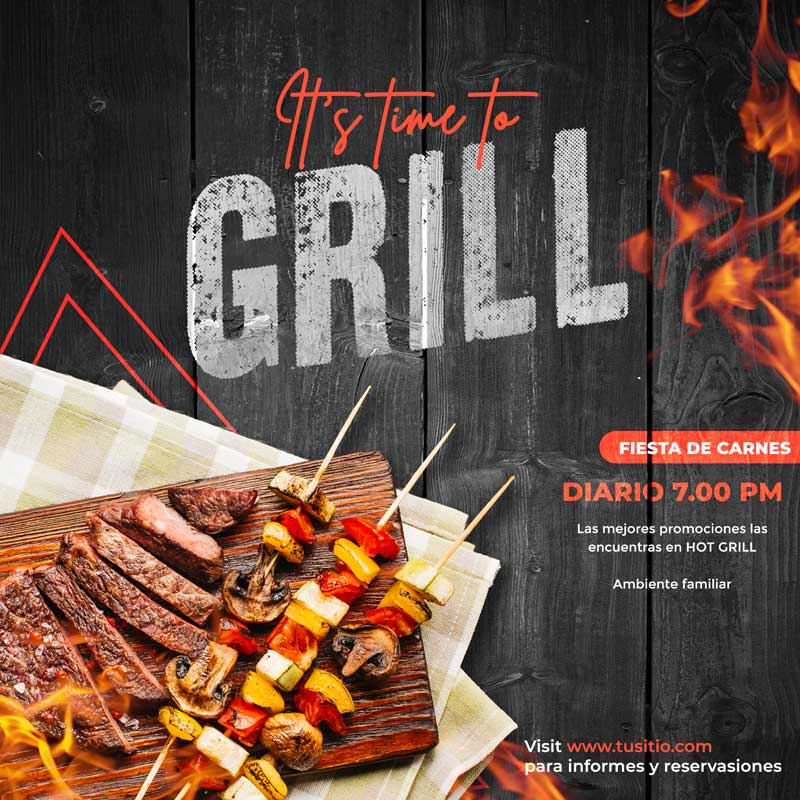 It's time to
GRILL
FIESTA DE CARNES
DIARIO 7.00 PM
Las mejores promociones las
encuentras en HOT GRILL
Ambiente familiar
Visit www.tusitio.com
para informes y reservasiones